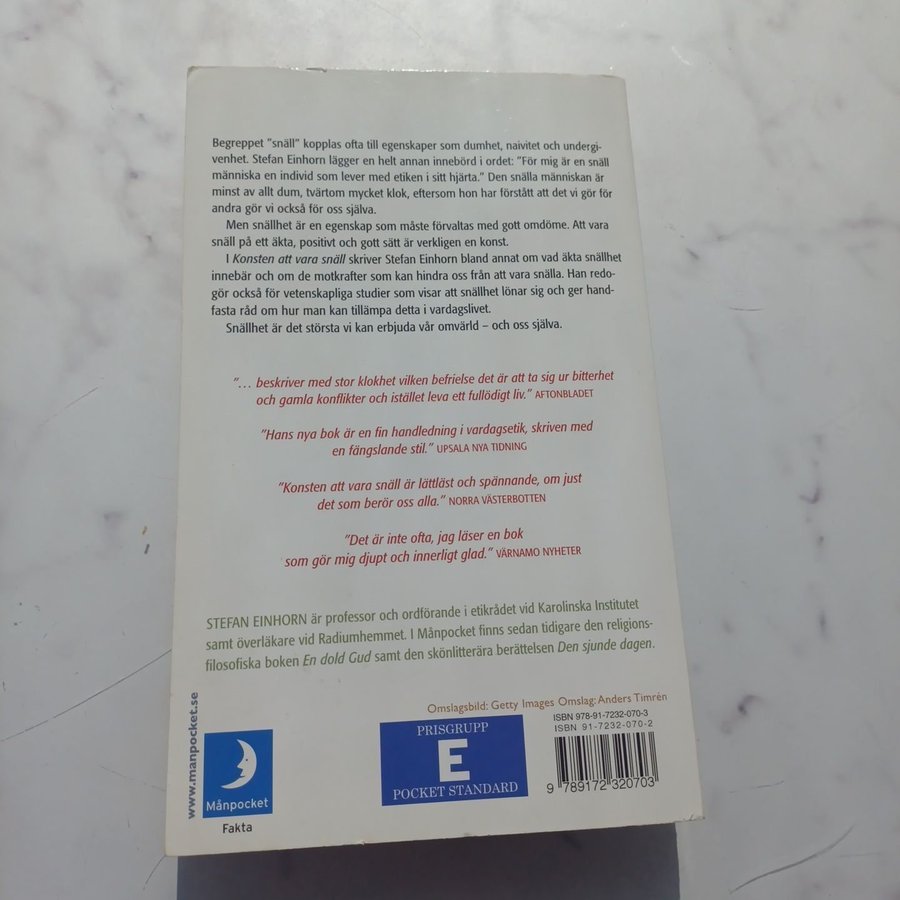 Begreppet "snäll" kopplas ofta till egenskaper som dumhet, naivitet och undergi-
venhet. Stefan Einhorn lägger en helt annan innebörd i ordet: "För mig är en snäll
människa en individ som lever med etiken i sitt hjärta." Den snälla människan är
minst av allt dum, tvärtom mycket klok, eftersom hon har förstått att det vi gör för
andra gör vi också för oss själva.
Men snällhet är en egenskap som måste förvaltas med gott omdöme. Att vara
snäll på ett äkta, positivt och gott sätt är verkligen en konst.
I Konsten att vara snäll skriver Stefan Einhorn bland annat om vad äkta snällhet
innebär och om de motkrafter som kan hindra oss från att vara snälla. Han redo-
gör också för vetenskapliga studier som visar att snällhet lönar sig och ger hand-
fasta råd om hur man kan tillämpa detta i vardagslivet.
Snällhet är det största vi kan erbjuda vår omvärld – och oss själva.
"... beskriver med stor klokhet vilken befrielse det är att ta sig ur bitterhet
och gamla konflikter och istället leva ett fullödigt liv." AFTONBLADET
"Hans nya bok är en fin handledning i vardagsetik, skriven med
en fängslande stil." UPSALA NYA TIDNING
"Konsten att vara snäll är lättläst och spännande, om just
det som berör oss alla." NORRA VÄSTERBOTTEN
"Det är inte ofta, jag läser en bok
som gör mig djupt och innerligt glad." VÄRNAMO NYHETER
STEFAN EINHORN är professor och ordförande i etikrådet vid Karolinska Institutet
samt överläkare vid Radiumhemmet. I Månpocket finns sedan tidigare den religions-
filosofiska boken En dold Gud samt den skönlitterära berättelsen Den sjunde dagen.
Omslagsbild: Getty Images Omslag: Anders Timrén
www.manpocket.se
Månpocket
Fakta
PRISGRUPP
E
POCKET STANDARD
ISBN 978-91-7232-070-3
ISBN 91-7232-070-2
9 789172 320703